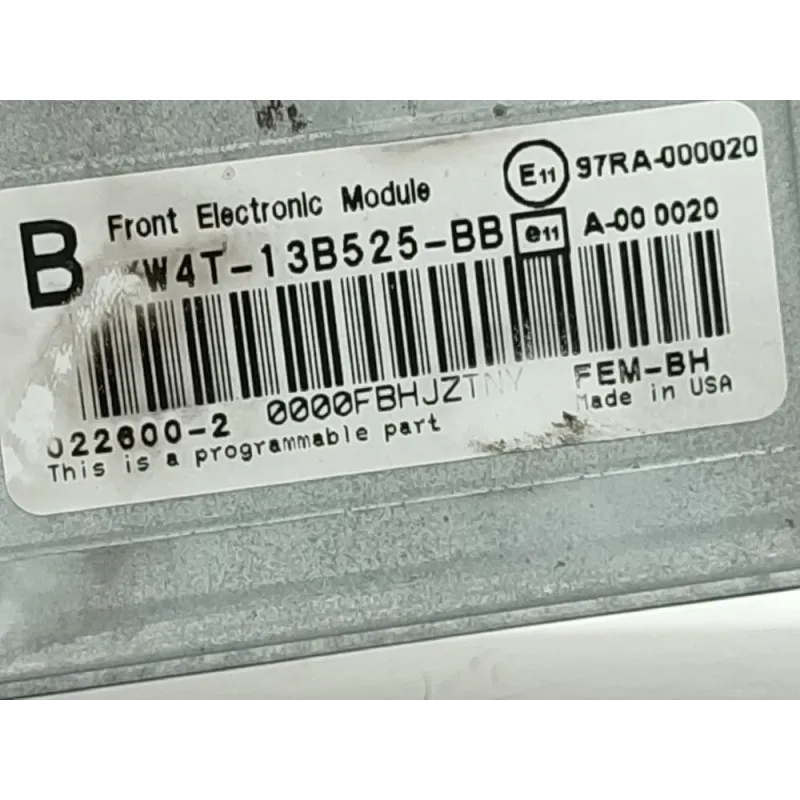 B
Front Electronic Module
E11 97RA-000020
W4T-13B525-BB e11 A-00 0020
022600-2 0000FBHJZTNY FEM-BH
This is a programmable part Made in USA